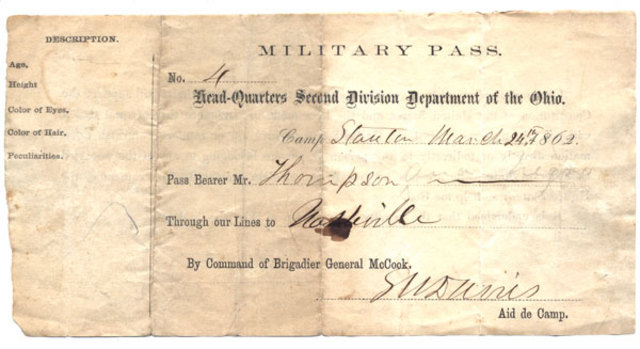 DESCRIPTION.
Age.
Height
Color of Eyes.
Color of Hair.
Peculiarities.
MILITARY PASS.
No. 4
Head-Quarters Second Division Department of the Ohio.
Camp Stanton March 24th, 1862.
Pass Bearer Mr. Thompson
Through our Lines to Nashville
By Command of Brigadier General McCook.
Aid de Camp.